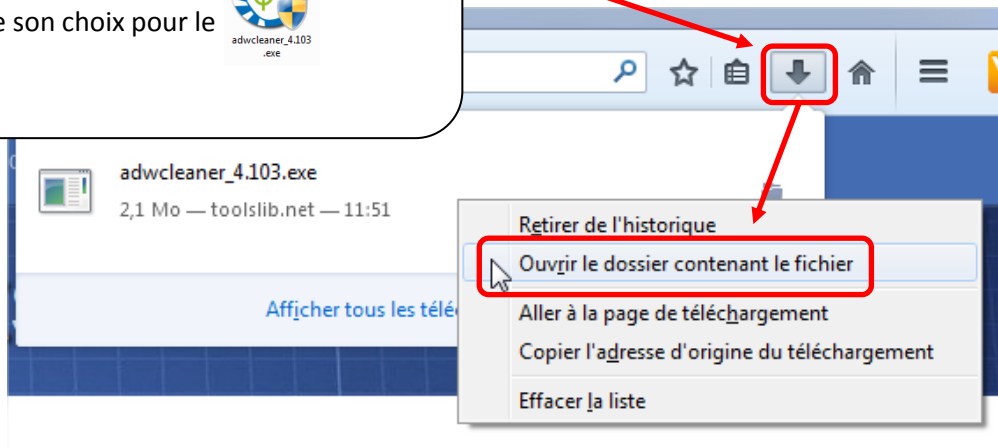 e son choix pour le
adwcleaner_4.103
.exe
adwcleaner_4.103.exe
2,1 Mo — toolslib.net — 11:51
Retirer de l'historique
Ouvrir le dossier contenant le fichier
Afficher tous les télé
Aller à la page de téléchargement
Copier l'adresse d'origine du téléchargement
Effacer la liste